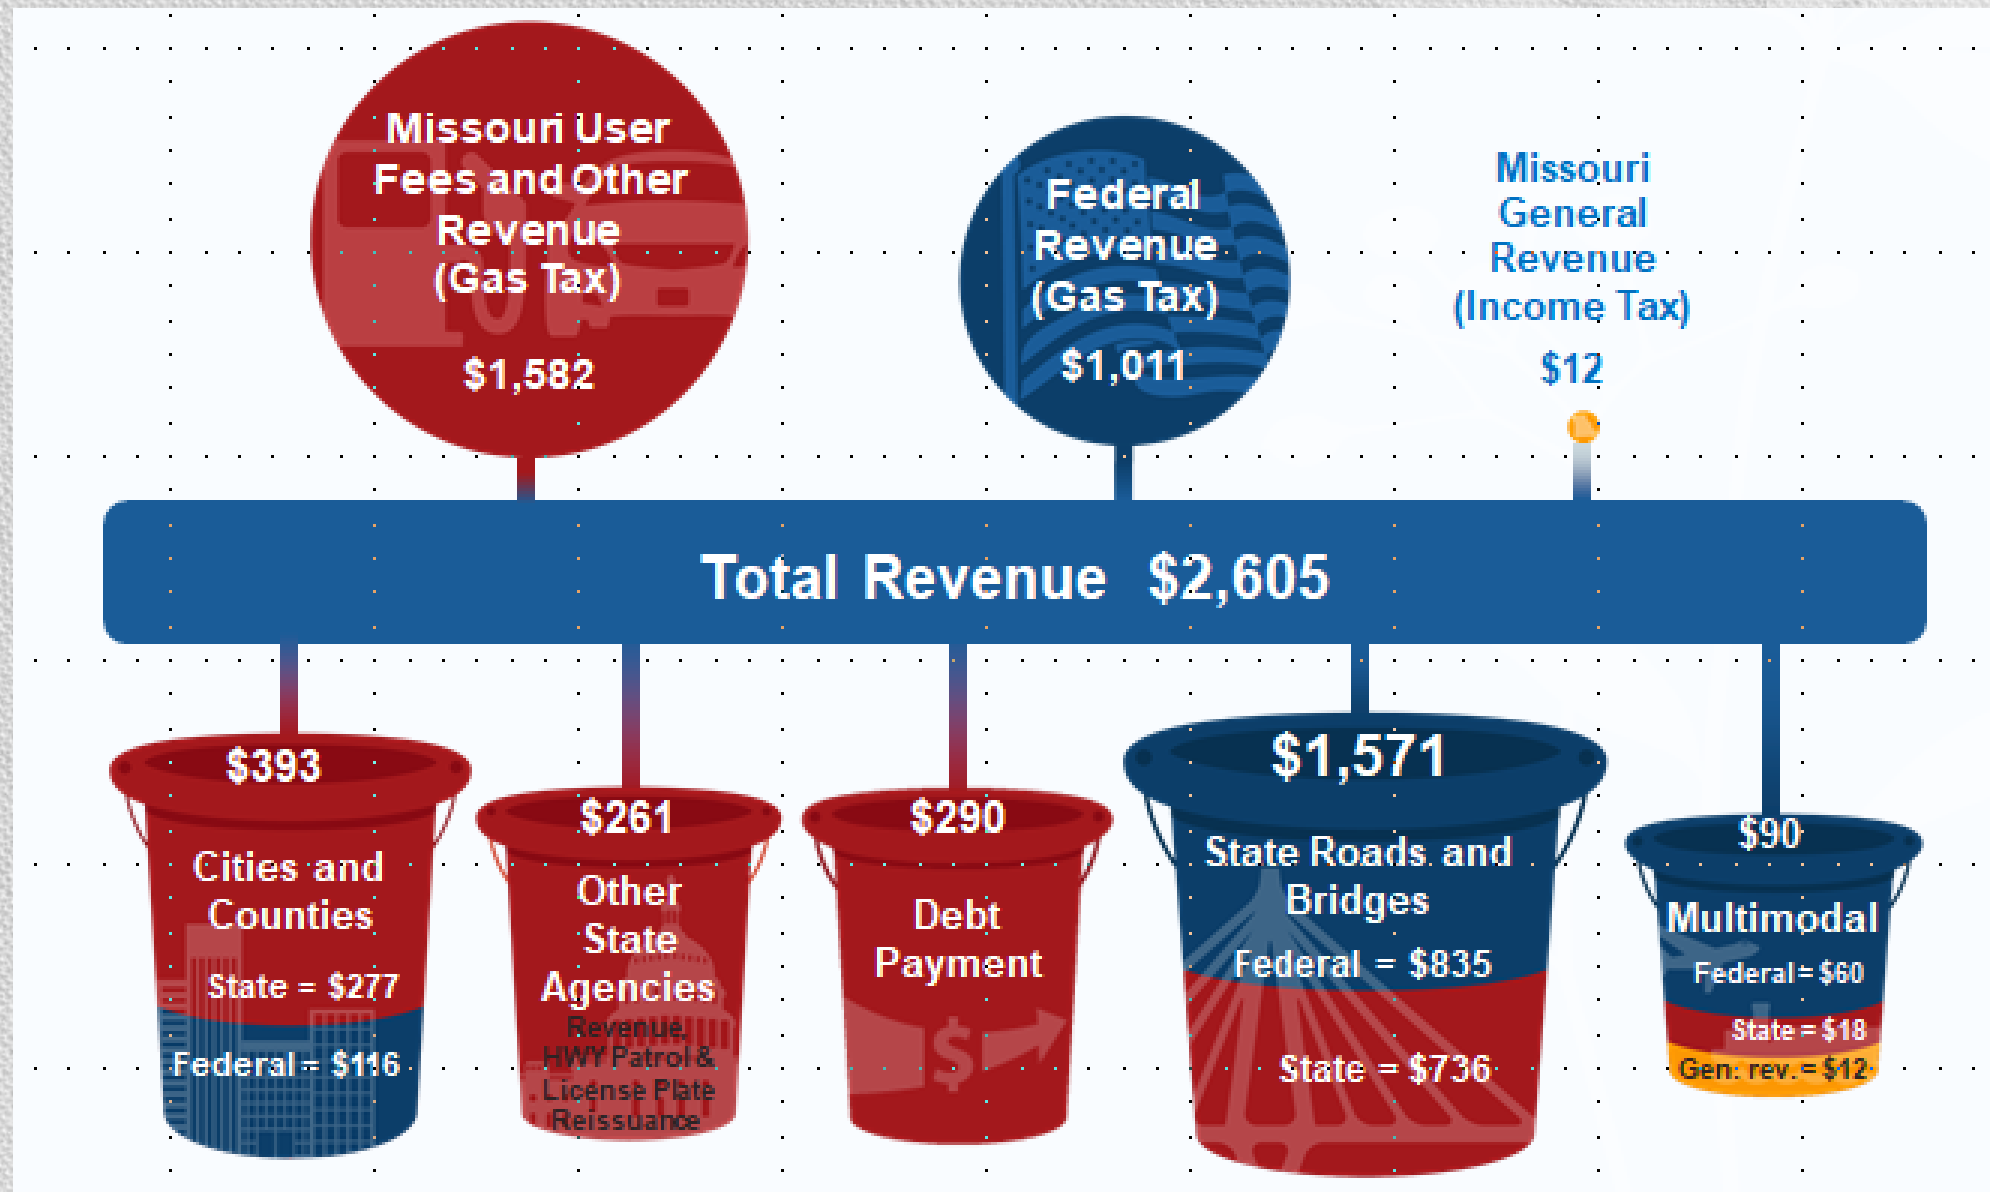 Missouri User
Fees and Other
Revenue
(Gas Tax)
$1,582
Federal
Revenue
(Gas Tax)
$1,011
Missouri
General
Revenue
(Income Tax)
$12
Total Revenue $2,605
$393
Cities and
Counties
State = $277
Federal = $116
$261
Other
State
Agencies
Revenue,
HWY Patrol &
License Plate
Reissuance
$290
Debt
Payment
$
$1,571
State Roads and
Bridges
Federal = $835
State = $736
$90
Multimodal
Federal = $60
State = $18
Gen. rev. = $12